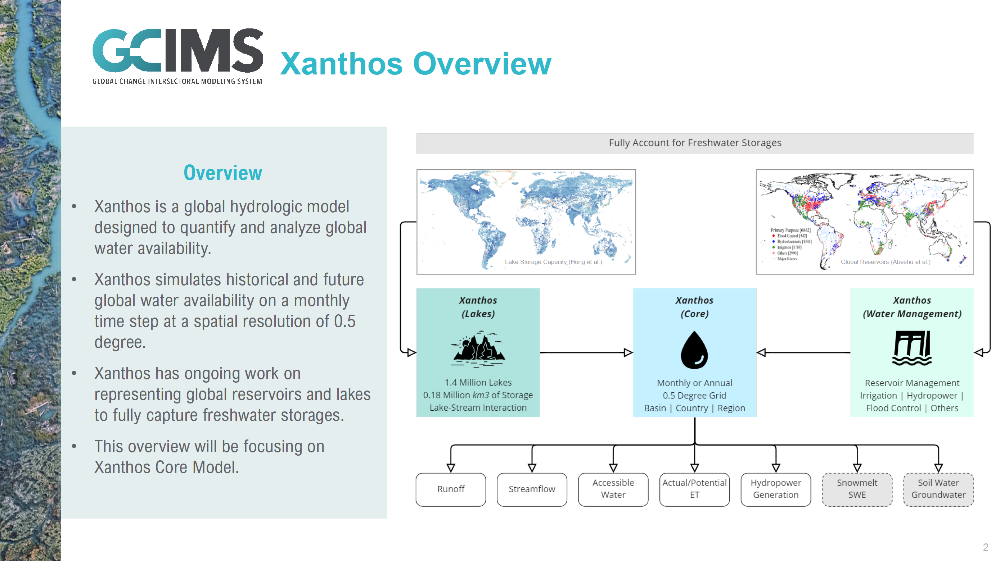 GCIMS
GLOBAL CHANGE INTERSECTORAL MODELING SYSTEM
Xanthos Overview
Overview
• Xanthos is a global hydrologic model
designed to quantify and analyze global
water availability.
• Xanthos simulates historical and future
global water availability on a monthly
time step at a spatial resolution of 0.5
degree.
• Xanthos has ongoing work on
representing global reservoirs and lakes
to fully capture freshwater storages.
• This overview will be focusing on
Xanthos Core Model.
Fully Account for Freshwater Storages
Lake Storage Capacity (Hong et al.)
Primary Purpose [6862]
Flood Control [542]
Hydroelectricity [1541]
Irrigation [1789]
Others [2990]
Major Rivers
Global Reservoirs (Abeshu et al.)
Xanthos
(Lakes)
1.4 Million Lakes
0.18 Million km3 of Storage
Lake-Stream Interaction
Xanthos
(Core)
Monthly or Annual
0.5 Degree Grid
Basin | Country | Region
Xanthos
(Water Management)
Reservoir Management
Irrigation | Hydropower |
Flood Control | Others
Runoff
Streamflow
Accessible
Water
Actual/Potential
ET
Hydropower
Generation
Snowmelt
SWE
Soil Water
Groundwater
2